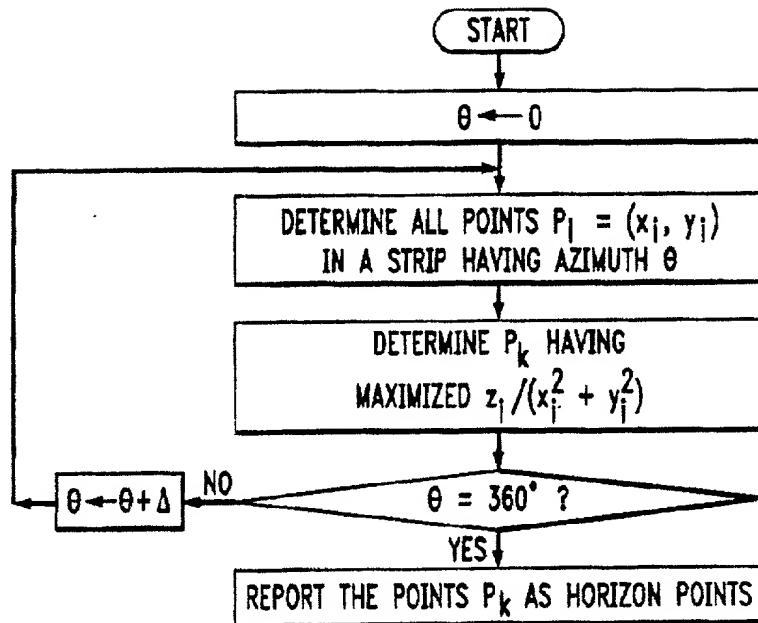 START
θ ← 0
DETERMINE ALL POINTS P_i = (x_i, y_i)
IN A STRIP HAVING AZIMUTH θ
DETERMINE P_k HAVING
MAXIMIZED z_i/(x_i^2 + y_i^2)
θ = 360° ?
NO
θ←θ+Δ
YES
REPORT THE POINTS P_k AS HORIZON POINTS